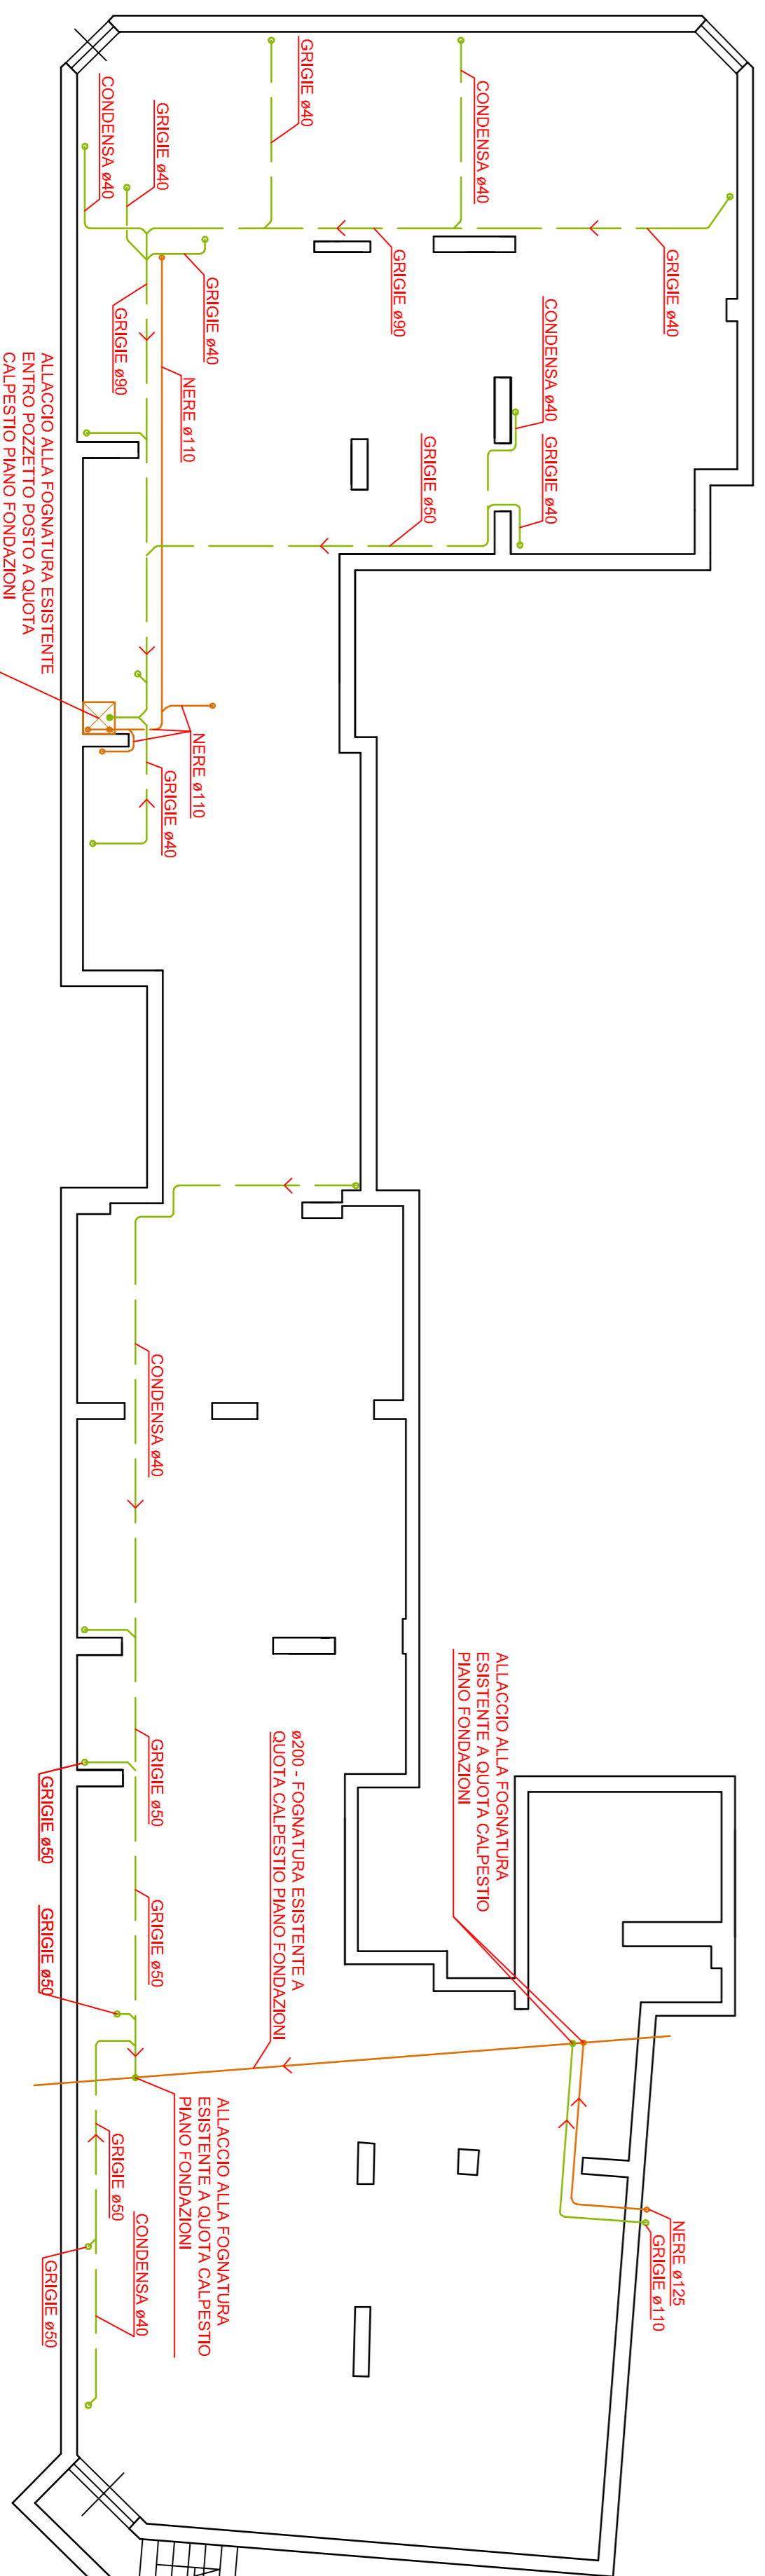 GRIGIE ø40
CONDENSA ø40
GRIGIE ø40
CONDENSA ø40
GRIGIE ø40
GRIGIE ø90
GRIGIE ø40
GRIGIE ø90
CONDENSA ø40
GRIGIE ø40
GRIGIE ø50
NERE ø110
ALLACCIO ALLA FOGNATURA ESISTENTE
ENTRO POZZETTO POSTO A QUOTA
CALPESTIO PIANO FONDAZIONI
NERE ø110
GRIGIE ø40
CONDENSA ø40
ALLACCIO ALLA FOGNATURA
ESISTENTE A QUOTA CALPESTIO
PIANO FONDAZIONI
ø200 - FOGNATURA ESISTENTE A
QUOTA CALPESTIO PIANO FONDAZIONI
GRIGIE ø50
GRIGIE ø50
GRIGIE ø50
GRIGIE ø50
ALLACCIO ALLA FOGNATURA
ESISTENTE A QUOTA CALPESTIO
PIANO FONDAZIONI
NERE ø125
GRIGIE ø110
GRIGIE ø50
CONDENSA ø40
GRIGIE ø50